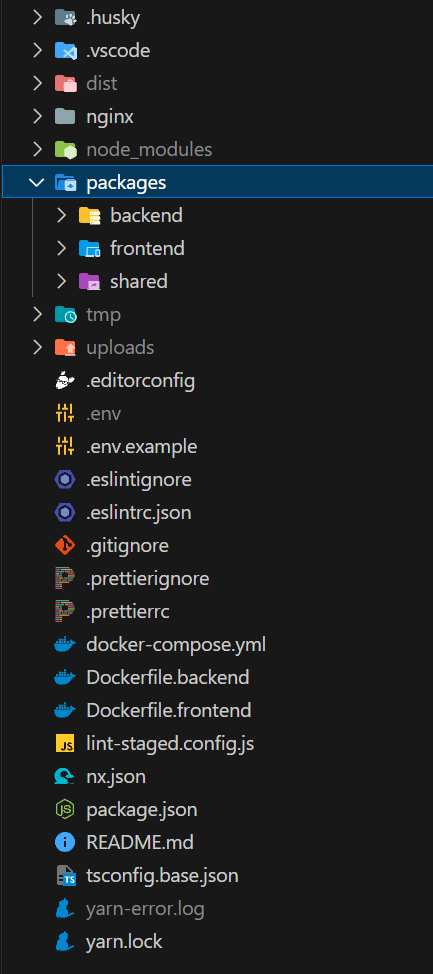 .husky
.vscode
dist
nginx
node_modules
packages
backend
frontend
shared
tmp
uploads
.editorconfig
.env
.env.example
.eslintignore
.eslintrc.json
.gitignore
.prettierignore
.prettierrc
docker-compose.yml
Dockerfile.backend
Dockerfile.frontend
JS lint-staged.config.js
nx.json
package.json
README.md
TS tsconfig.base.json
yarn-error.log
yarn.lock